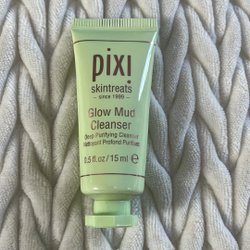 pixi
skintreats
– since 1999 –
Glow Mud
Cleanser
Deep Purifying Cleanser
Nettoyant Profond Purifiant
0.5 fl oz / 15 ml ℮